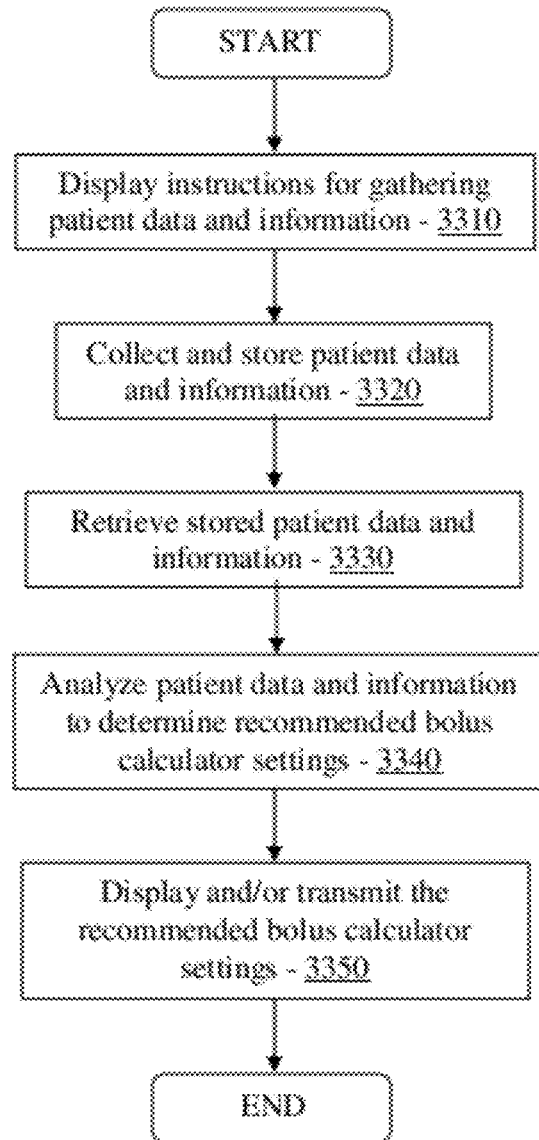 START
Display instructions for gathering
patient data and information - 3310
Collect and store patient data
and information - 3320
Retrieve stored patient data and
information - 3330
Analyze patient data and information
to determine recommended bolus
calculator settings - 3340
Display and/or transmit the
recommended bolus calculator
settings - 3350
END